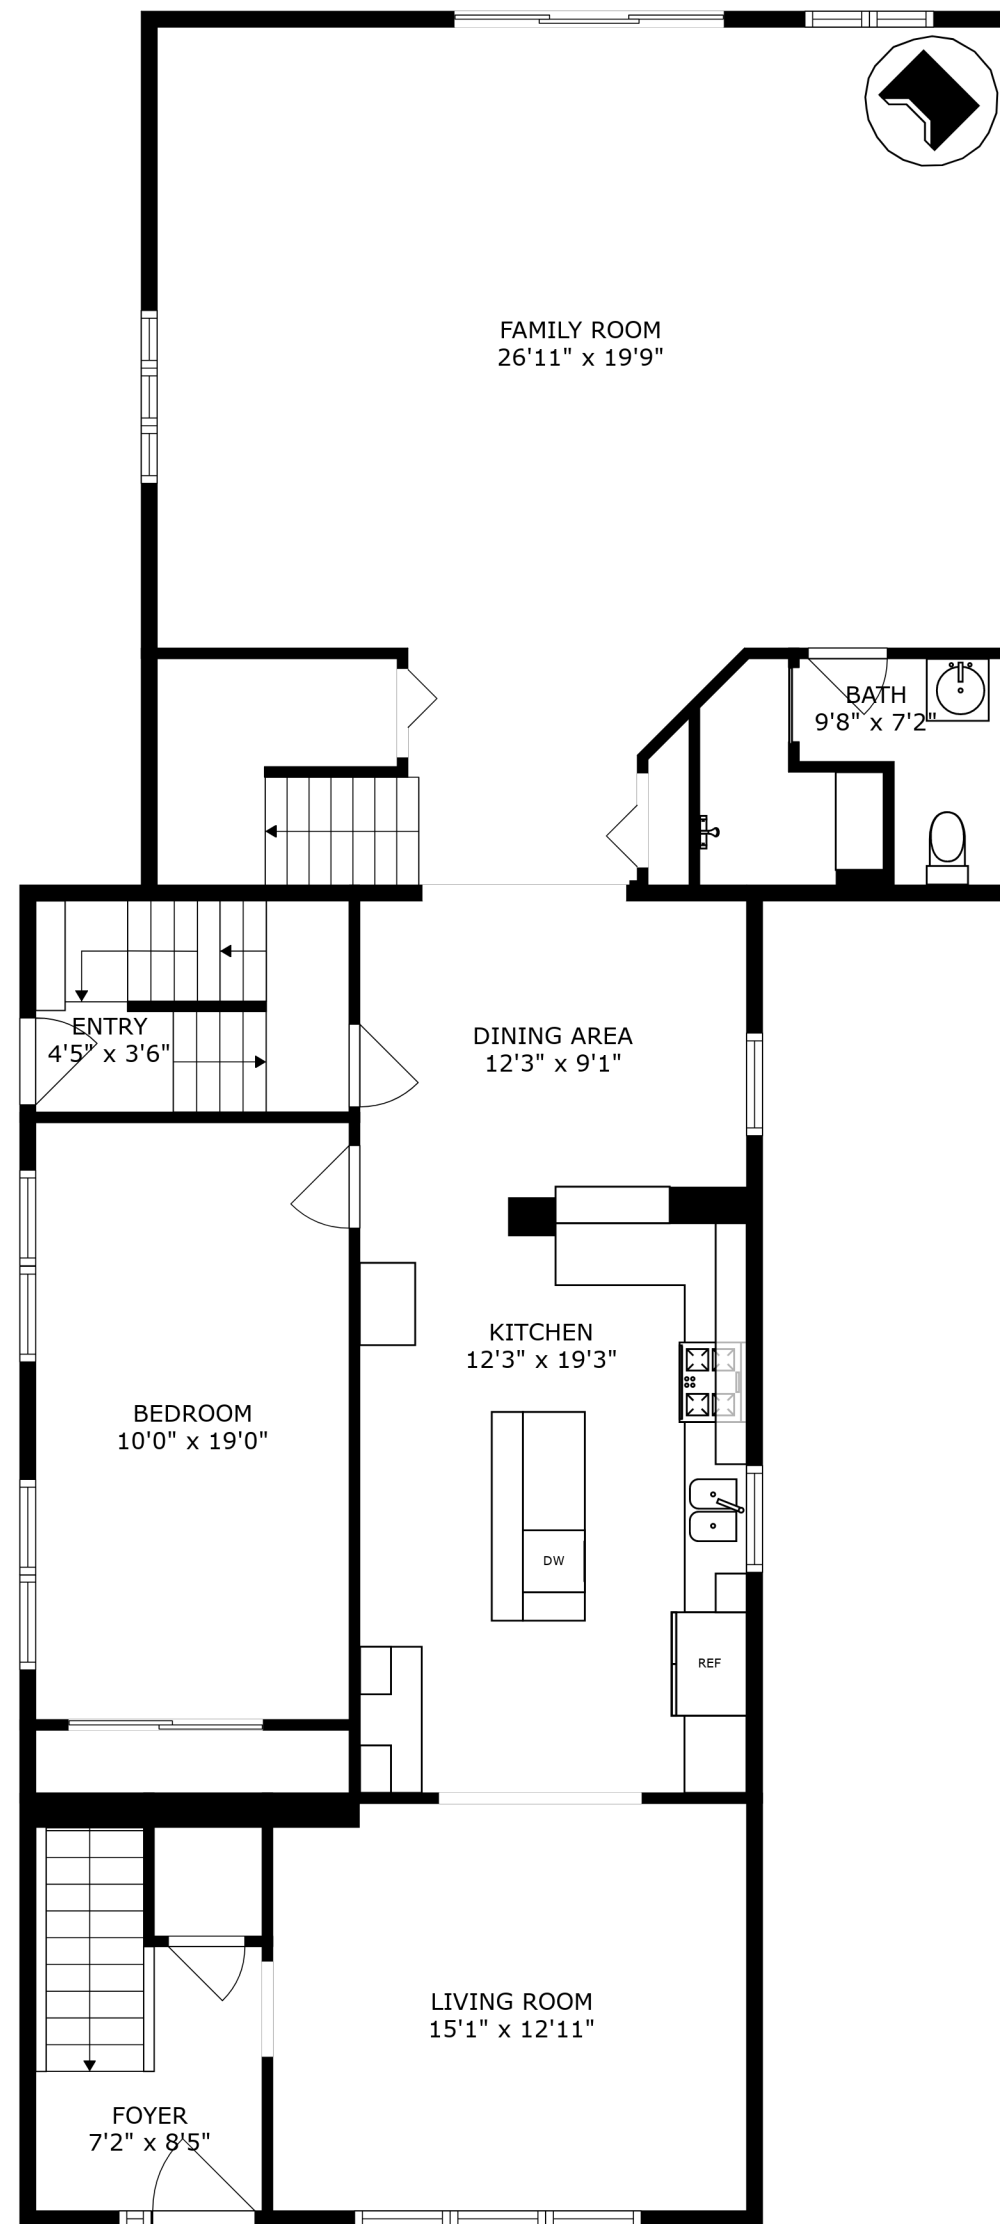 FAMILY ROOM
26'11" x 19'9"
BATH
9'8" x 7'2"
ENTRY
4'5" x 3'6"
DINING AREA
12'3" x 9'1"
KITCHEN
12'3" x 19'3"
BEDROOM
10'0" x 19'0"
DW
REF
LIVING ROOM
15'1" x 12'11"
FOYER
7'2" x 8'5"